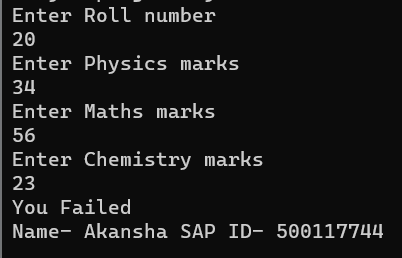 Enter Roll number
20
Enter Physics marks
34
Enter Maths marks
56
Enter Chemistry marks
23
You Failed
Name- Akansha SAP ID- 500117744